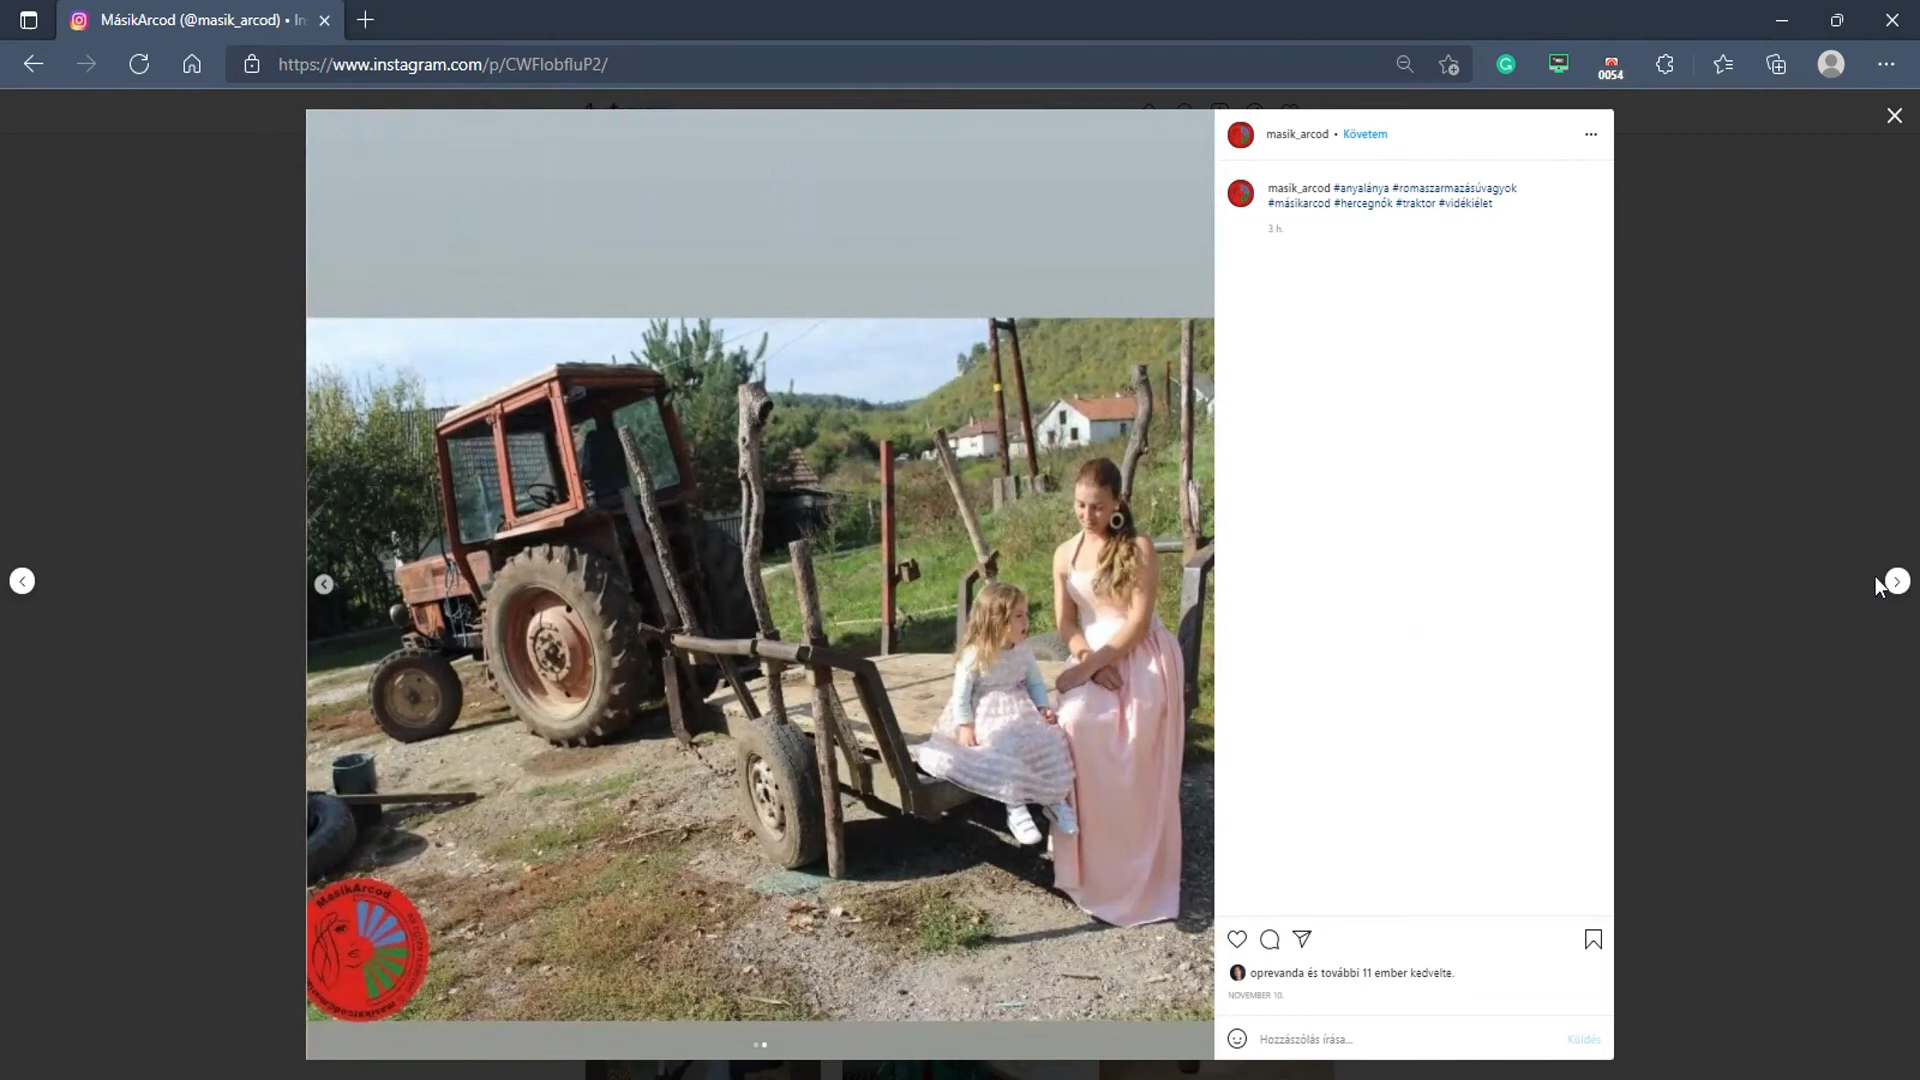 MásikArcod (@masik_arcod) • In
https://www.instagram.com/p/CWFlobfluP2/
0054
masik_arcod • Követem
masik_arcod #anyalánya #romaszarmazásúvagyok
#másikarcod #hercegnők #traktor #vidékiélet
3 h.
MasikArcod
oprevanda és további 11 ember kedvelte.
NOVEMBER 10.
Hozzászólás írása...
Küldés